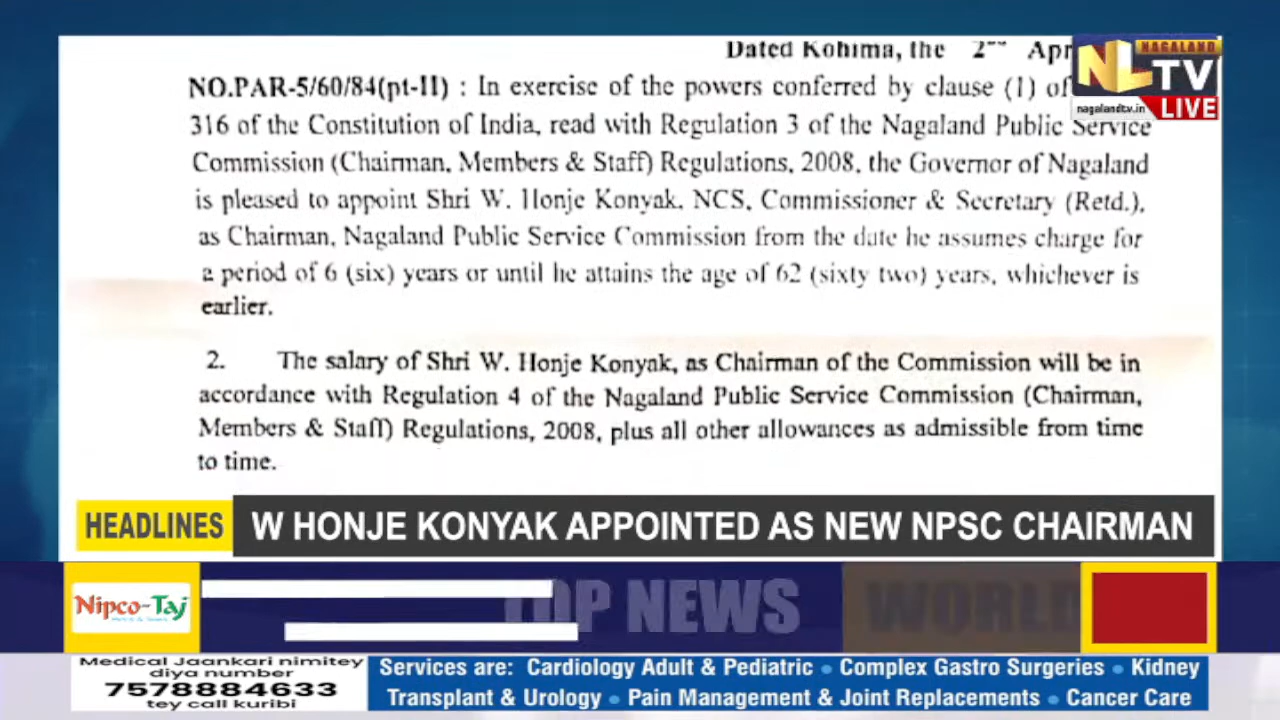 Dated Kohima, the 2nd Apr
NAGALAND
NLTV
nagalandtv.in LIVE
NO.PAR-5/60/84(pt-II) : In exercise of the powers conferred by clause (1) of
316 of the Constitution of India, read with Regulation 3 of the Nagaland Public Service
Commission (Chairman, Members & Staff) Regulations, 2008, the Governor of Nagaland
is pleased to appoint Shri W. Honje Konyak, NCS, Commissioner & Secretary (Retd.),
as Chairman, Nagaland Public Service Commission from the date he assumes charge for
a period of 6 (six) years or until he attains the age of 62 (sixty two) years, whichever is
earlier.
2. The salary of Shri W. Honje Konyak, as Chairman of the Commission will be in
accordance with Regulation 4 of the Nagaland Public Service Commission (Chairman,
Members & Staff) Regulations, 2008, plus all other allowances as admissible from time
to time.
HEADLINES W HONJE KONYAK APPOINTED AS NEW NPSC CHAIRMAN
Nipco-Taj
TOP NEWS WORLD
Medical Jaankari nimitey
diya number
7578884633
tey call kuribi
Services are: Cardiology Adult & Pediatric • Complex Gastro Surgeries • Kidney
Transplant & Urology • Pain Management & Joint Replacements • Cancer Care